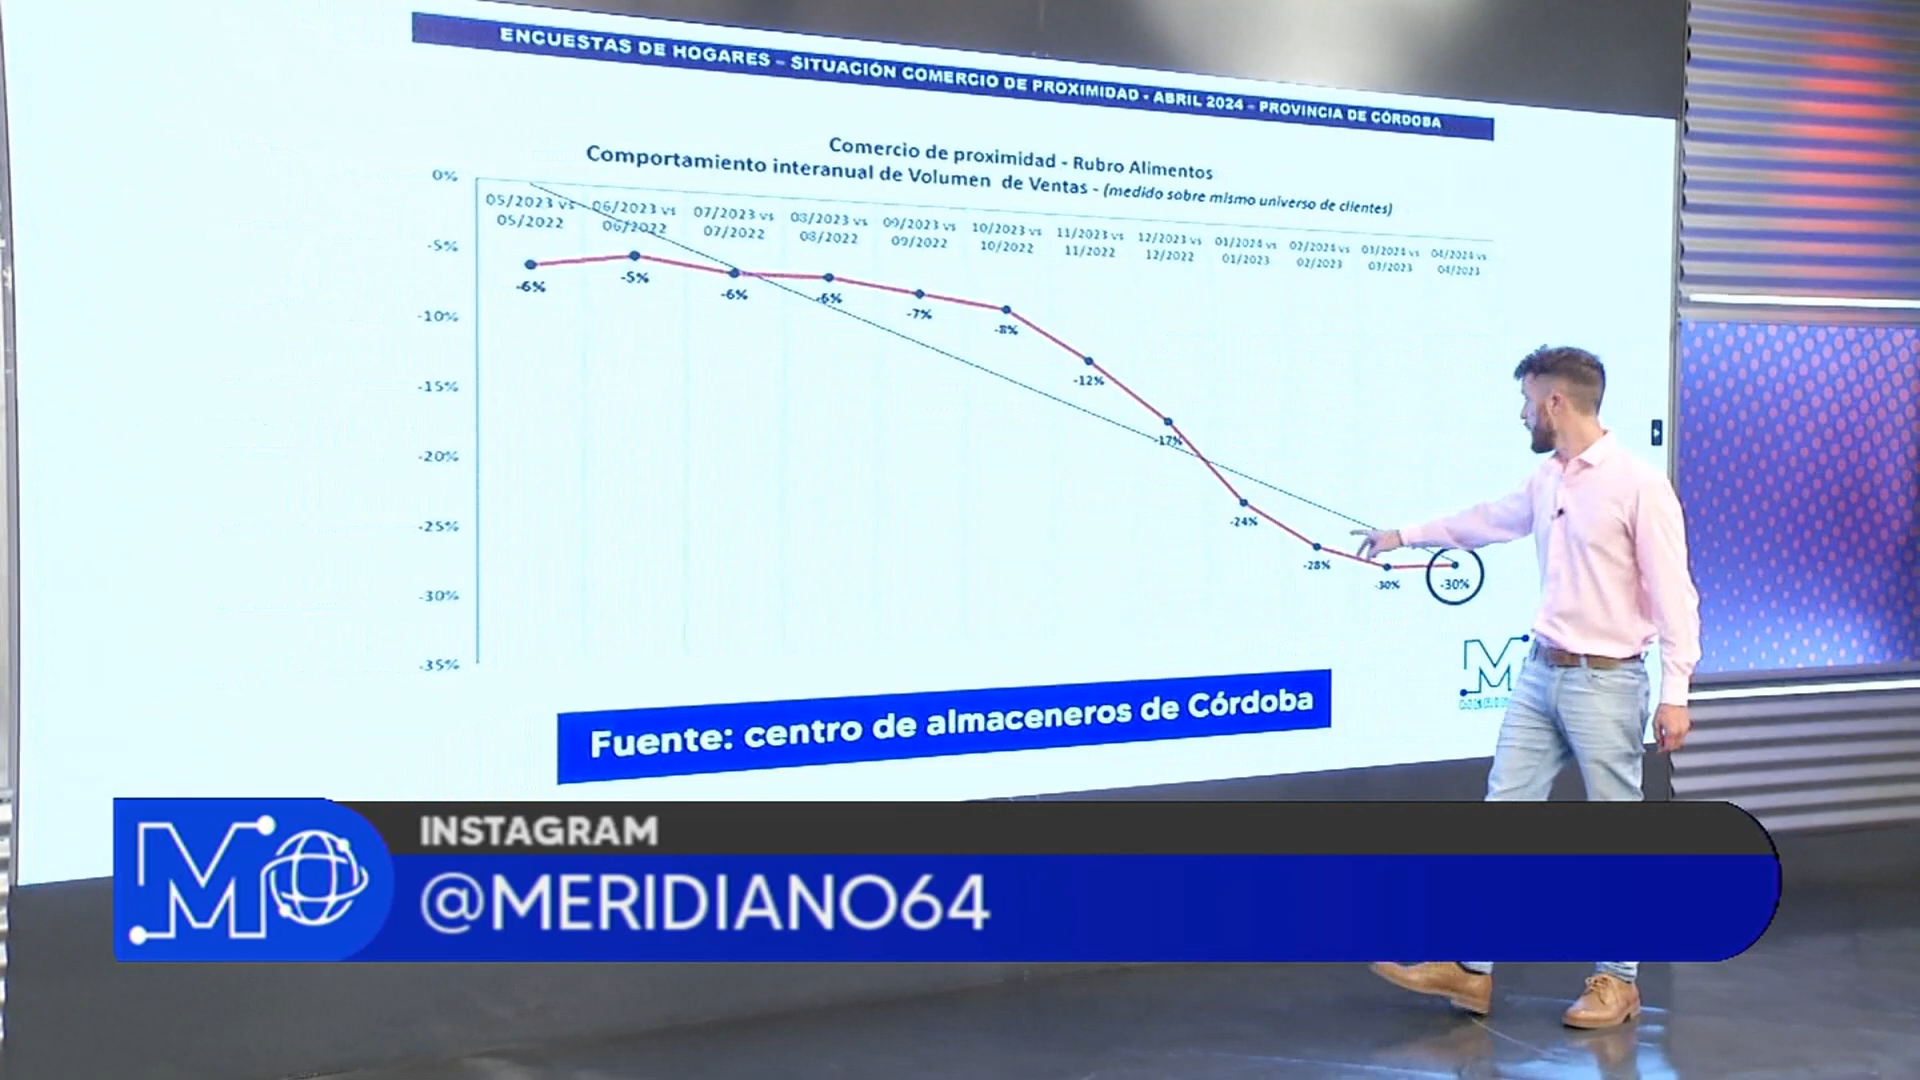 ENCUESTAS DE HOGARES – SITUACIÓN COMERCIO DE PROXIMIDAD - ABRIL 2024 – PROVINCIA DE CÓRDOBA
Comercio de proximidad - Rubro Alimentos
Comportamiento interanual de Volumen de Ventas - (medido sobre mismo universo de clientes)
0%
-5%
-10%
-15%
-20%
-25%
-30%
-35%
05/2023 vs
05/2022
06/2023 vs
06/2022
07/2023 vs
07/2022
08/2023 vs
08/2022
09/2023 vs
09/2022
10/2023 vs
10/2022
11/2023 vs
11/2022
12/2023 vs
12/2022
01/2024 vs
01/2023
02/2024 vs
02/2023
03/2024 vs
03/2023
04/2024 vs
04/2023
-6%
-5%
-6%
-6%
-7%
-8%
-12%
-17%
-24%
-28%
-30%
-30%
Fuente: centro de almaceneros de Córdoba
INSTAGRAM
@MERIDIANO64